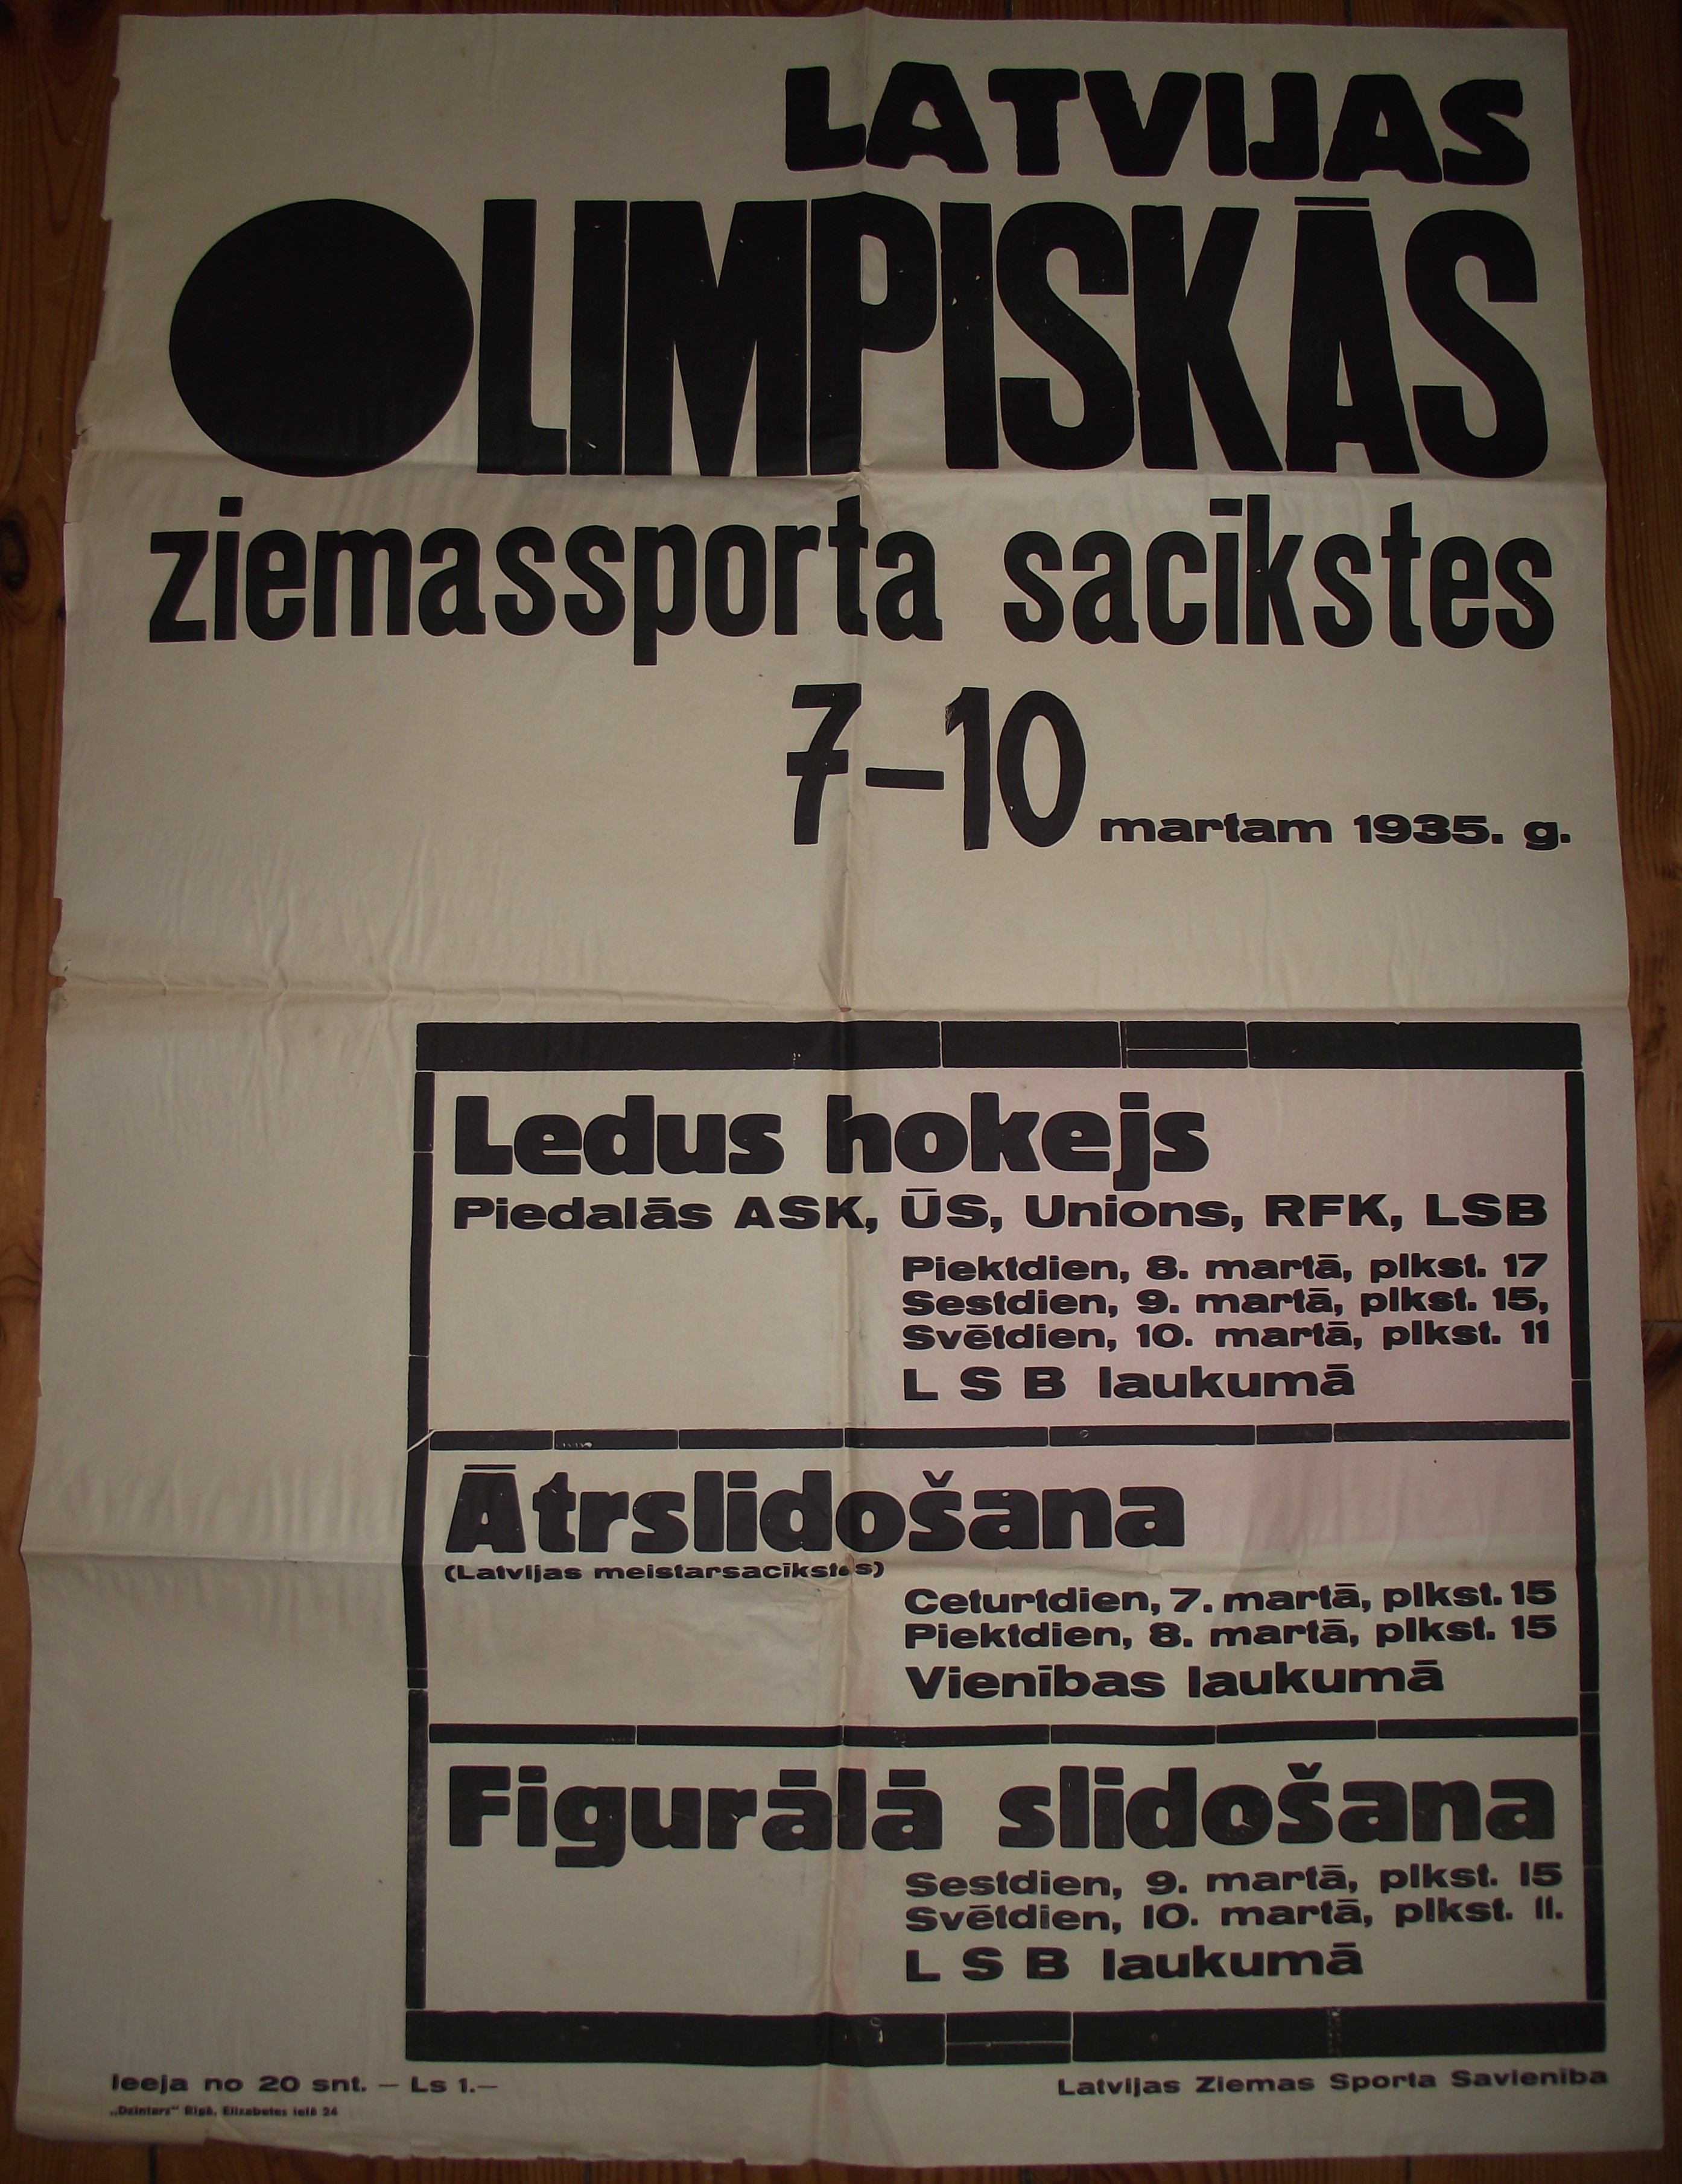 LATVIJAS
OLIMPISKĀS
ziemassporta sacīkstes
7—10 martam 1935. g.
Ledus hokejs
Piedalās ASK, ŪS, Unions, RFK, LSB
Piektdien, 8. martā, plkst. 17
Sestdien, 9. martā, plkst. 15,
Svētdien, 10. martā, plkst. 11
L S B laukumā
Ātrslidošana
(Latvijas meistarsacīkstes)
Ceturtdien, 7. martā, plkst. 15
Piektdien, 8. martā, plkst. 15
Vienības laukumā
Figurālā slidošana
Sestdien, 9. martā, plkst. 15
Svētdien, 10. martā, plkst. 11.
L S B laukumā
Ieeja no 20 snt. — Ls 1.—
Latvijas Ziemas Sporta Savienība
„Dzintars“ Rīgā, Elizabetes ielā 24